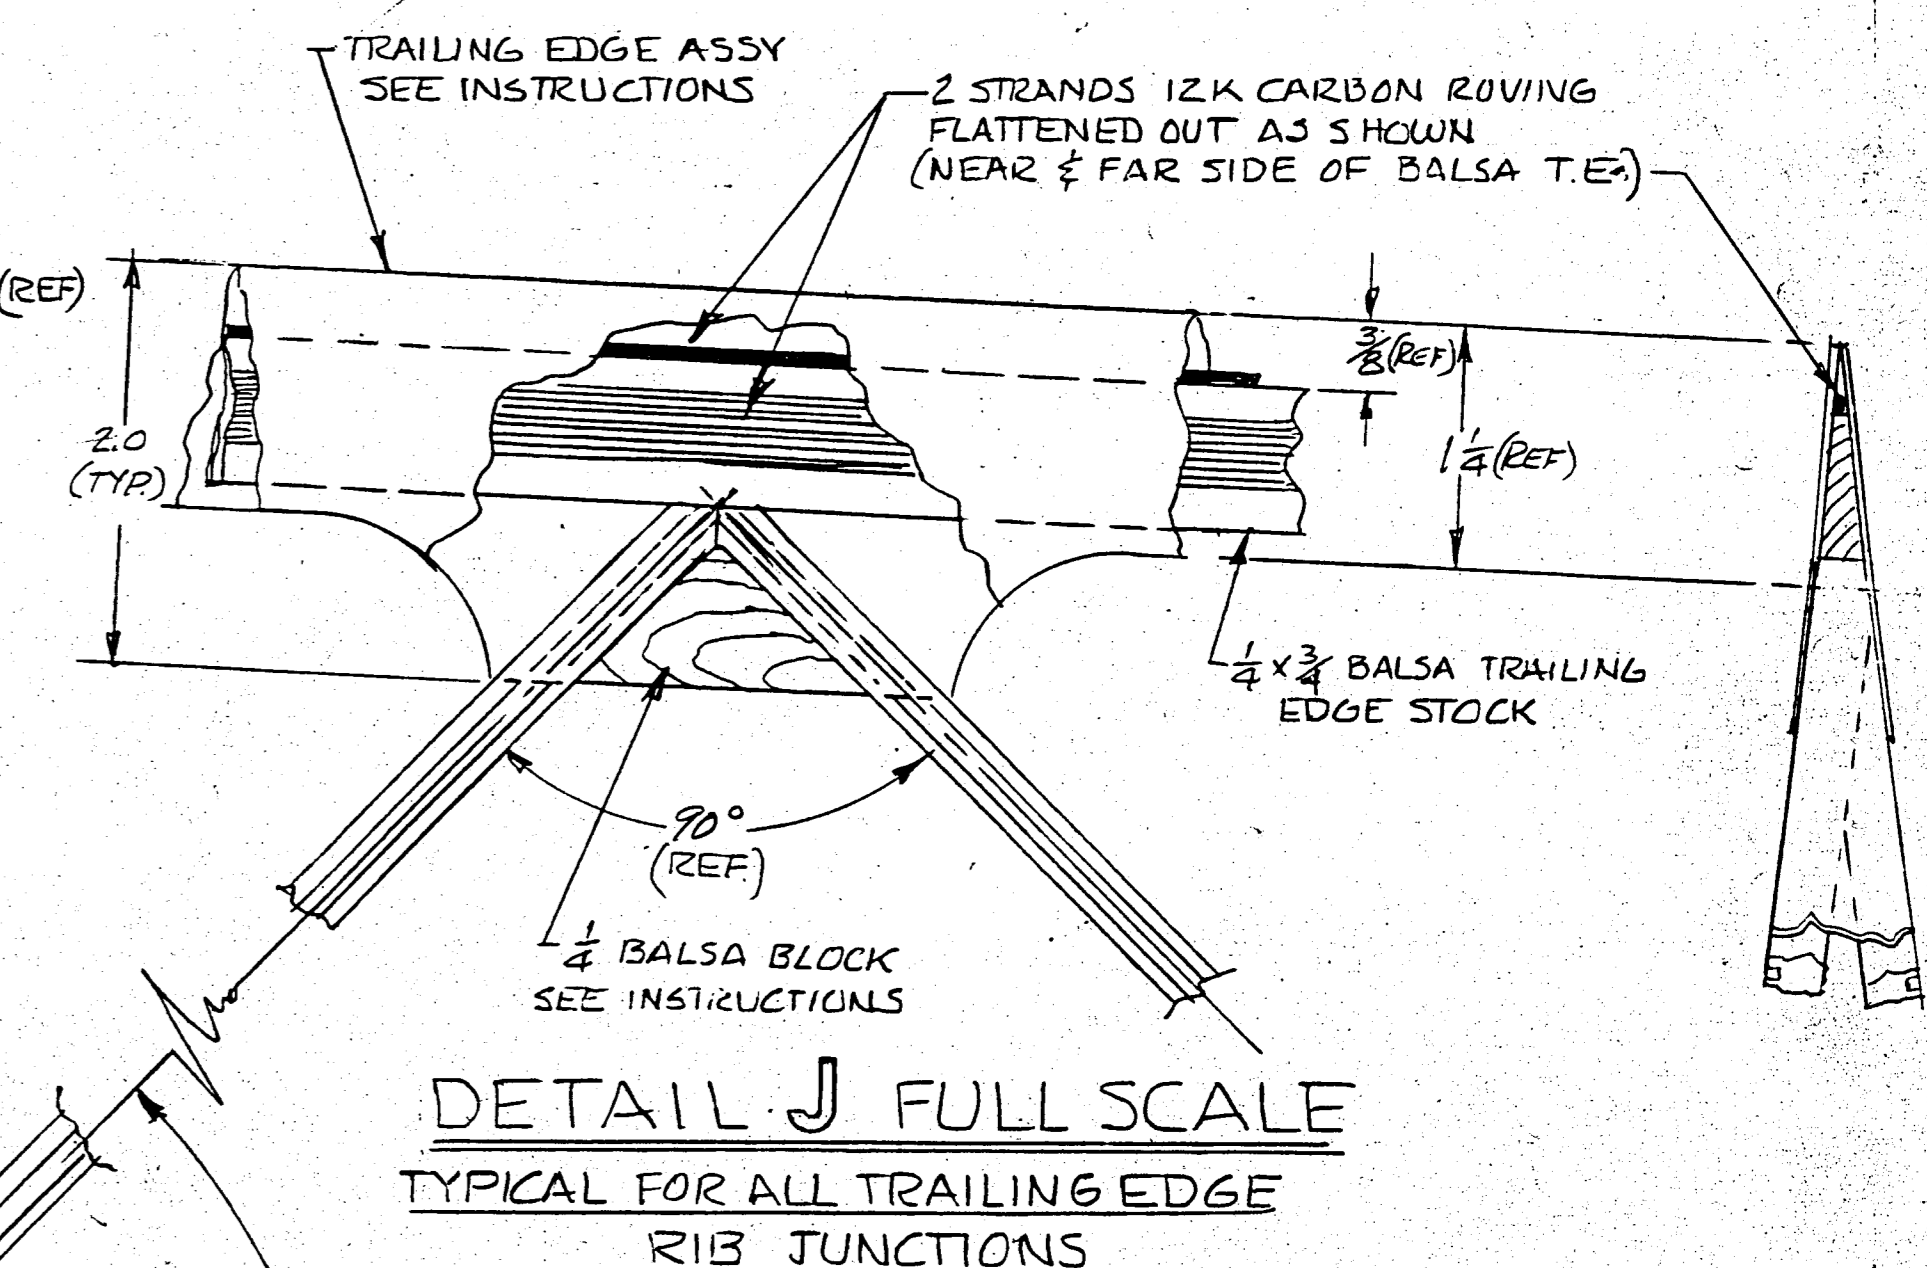 TRAILING EDGE ASSY
SEE INSTRUCTIONS
2 STRANDS 12K CARBON ROVIING
FLATTENED OUT AS SHOWN
(NEAR & FAR SIDE OF BALSA T.E.)
(REF)
3/8 (REF)
2.0
(TYP.)
1 1/4 (REF)
1/4 X 3/4 BALSA TRAILING
EDGE STOCK
90°
(REF.)
1/4 BALSA BLOCK
SEE INSTRUCTIONS
DETAIL J FULL SCALE
TYPICAL FOR ALL TRAILING EDGE
RIB JUNCTIONS